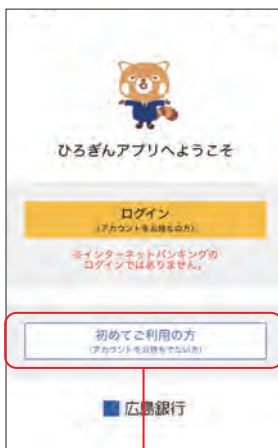 ひろぎんアプリへようこそ
ログイン
(アカウントをお持ちの方)
※インターネットバンキングの
ログインではありません。
初めてご利用の方
(アカウントをお持ちでない方)
広島銀行